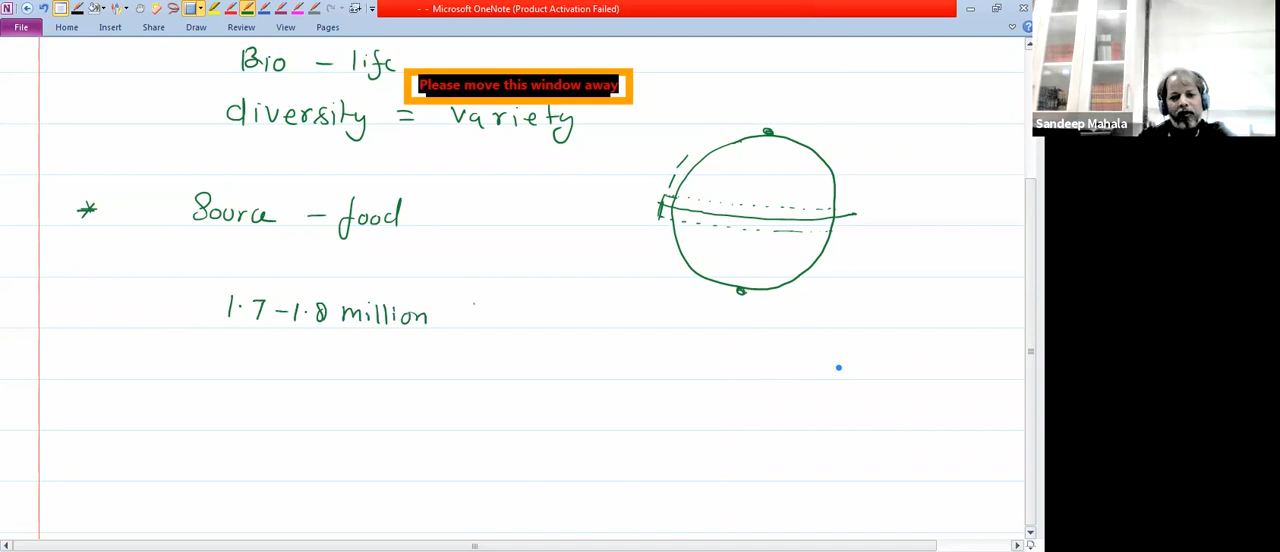 - - Microsoft OneNote (Product Activation Failed)
File Home Insert Share Draw Review View Pages
Bio - life
Please move this window away
diversity = variety
Sandeep Mahala
* Source - food
1.7-1.8 million